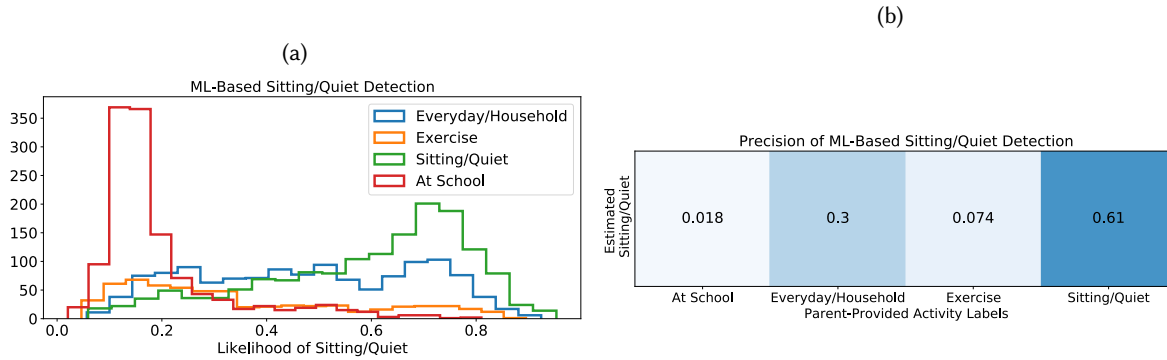 (a)
ML-Based Sitting/Quiet Detection
350
300
250
200
150
100
50
0
0.0 0.2 0.4 0.6 0.8
Likelihood of Sitting/Quiet
Everyday/Household
Exercise
Sitting/Quiet
At School
(b)
Precision of ML-Based Sitting/Quiet Detection
Estimated
Sitting/Quiet
0.018 0.3 0.074 0.61
At School Everyday/Household Exercise Sitting/Quiet
Parent-Provided Activity Labels